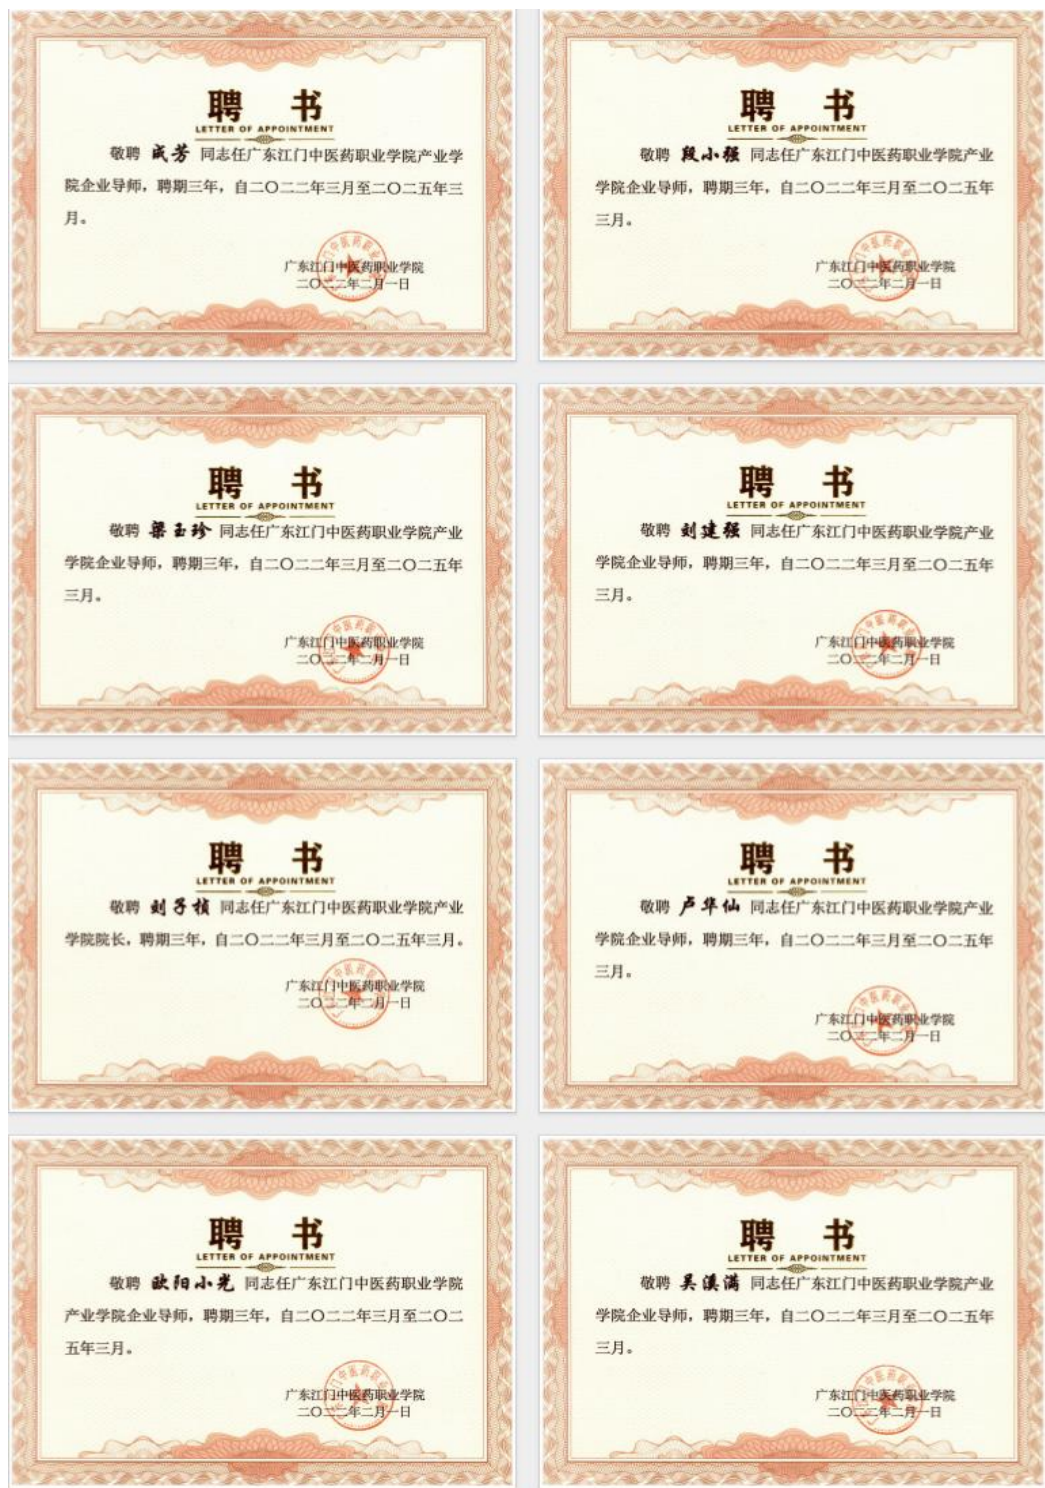 聘 书
LETTER OF APPOINTMENT
敬聘 成芳 同志任广东江门中医药职业学院产业学
院企业导师，聘期三年，自二〇二二年三月至二〇二五年三
月。
广东江门中医药职业学院
二〇二二年二月一日
聘 书
LETTER OF APPOINTMENT
敬聘 段小强 同志任广东江门中医药职业学院产业
学院企业导师，聘期三年，自二〇二二年三月至二〇二五年
三月。
广东江门中医药职业学院
二〇二二年二月一日
聘 书
LETTER OF APPOINTMENT
敬聘 梁玉珍 同志任广东江门中医药职业学院产业
学院企业导师，聘期三年，自二〇二二年三月至二〇二五年
三月。
广东江门中医药职业学院
二〇二二年二月一日
聘 书
LETTER OF APPOINTMENT
敬聘 刘建强 同志任广东江门中医药职业学院产业
学院企业导师，聘期三年，自二〇二二年三月至二〇二五年
三月。
广东江门中医药职业学院
二〇二二年二月一日
聘 书
LETTER OF APPOINTMENT
敬聘 刘子桢 同志任广东江门中医药职业学院产业
学院院长，聘期三年，自二〇二二年三月至二〇二五年三月。
广东江门中医药职业学院
二〇二二年二月一日
聘 书
LETTER OF APPOINTMENT
敬聘 卢华仙 同志任广东江门中医药职业学院产业
学院企业导师，聘期三年，自二〇二二年三月至二〇二五年
三月。
广东江门中医药职业学院
二〇二二年二月一日
聘 书
LETTER OF APPOINTMENT
敬聘 欧阳小光 同志任广东江门中医药职业学院
产业学院企业导师，聘期三年，自二〇二二年三月至二〇二
五年三月。
广东江门中医药职业学院
二〇二二年二月一日
聘 书
LETTER OF APPOINTMENT
敬聘 吴漢满 同志任广东江门中医药职业学院产业
学院企业导师，聘期三年，自二〇二二年三月至二〇二五年
三月。
广东江门中医药职业学院
二〇二二年二月一日